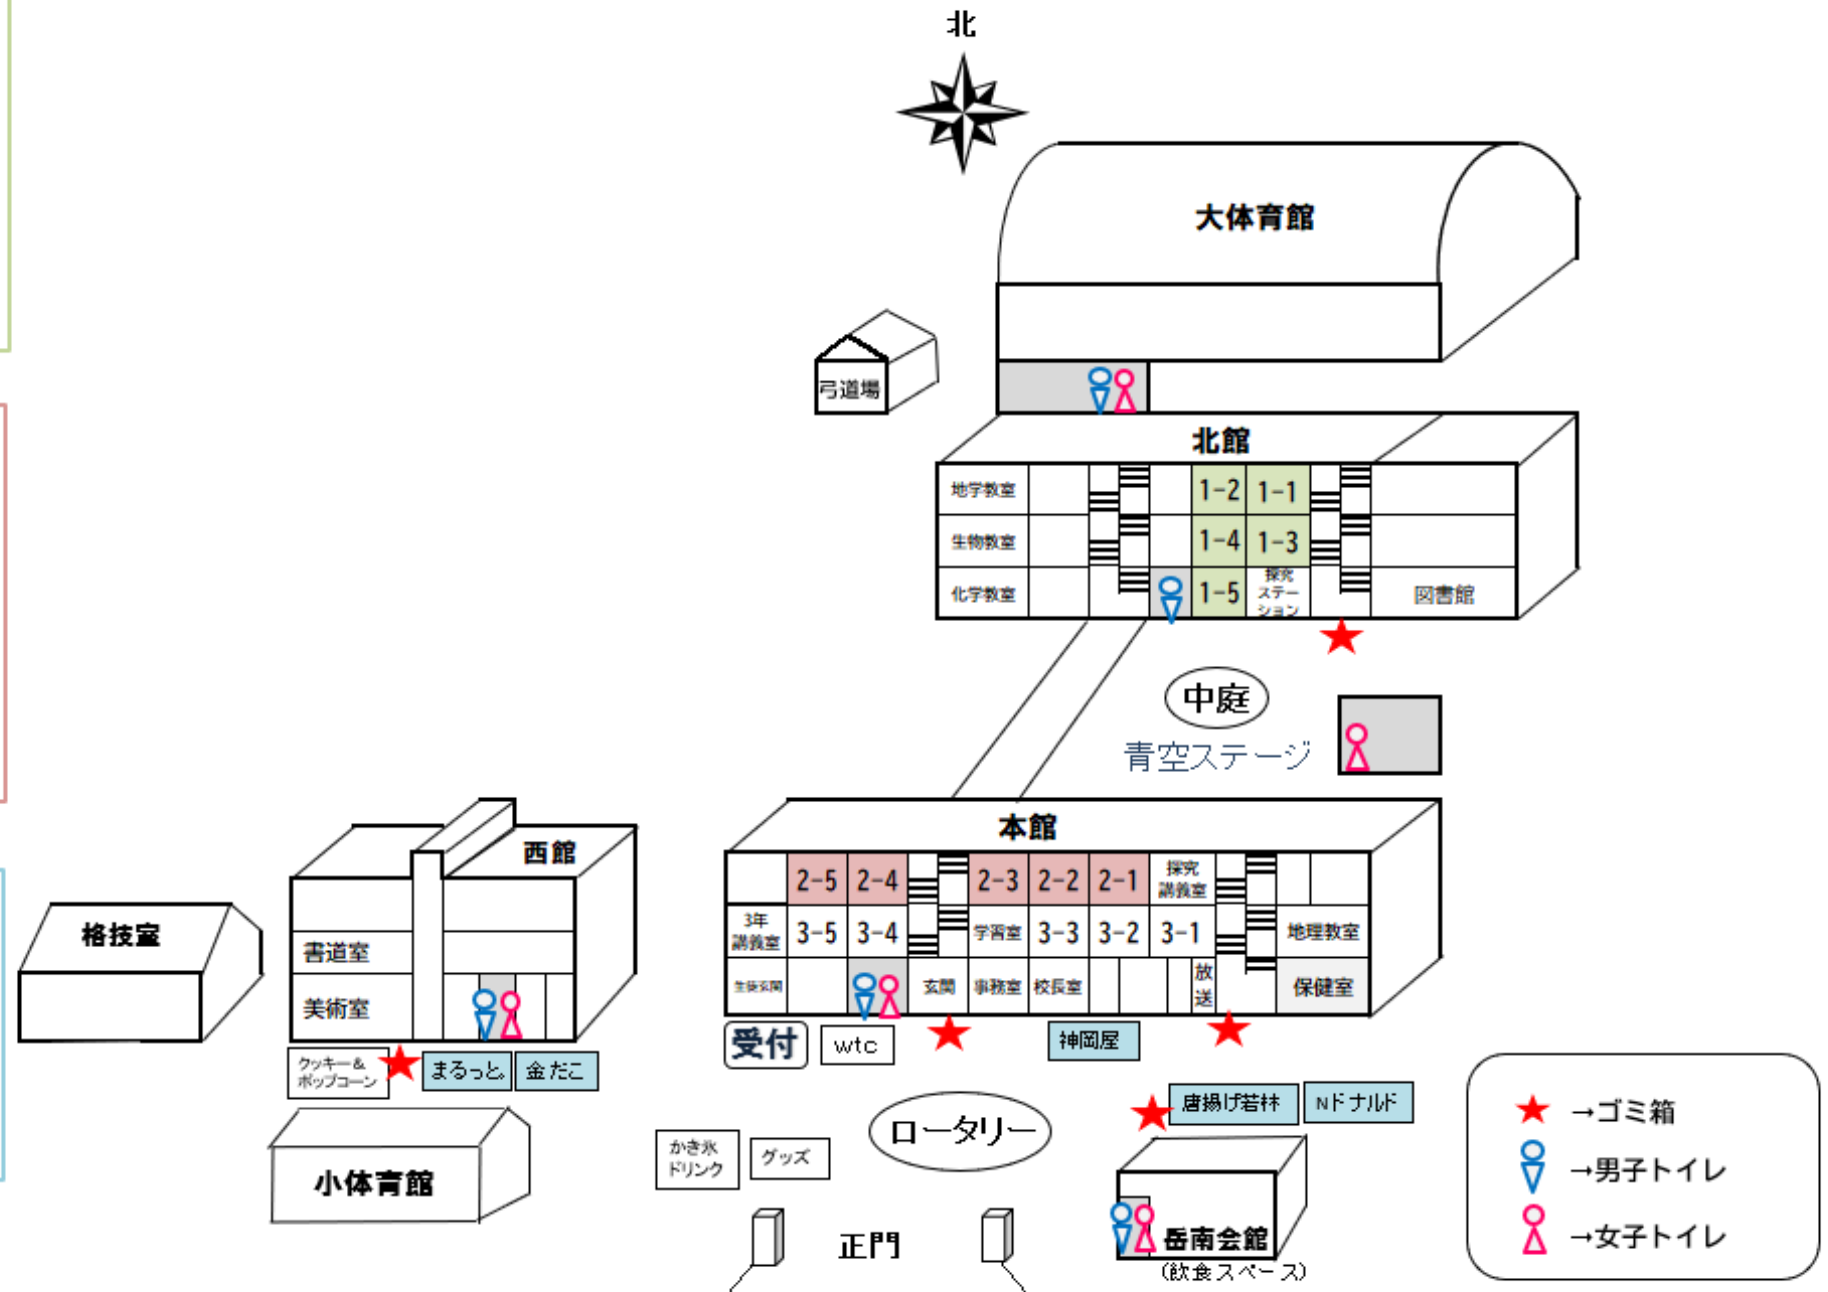 北
大体育館
弓道場
北館
地学教室
1-2
1-1
生物教室
1-4
1-3
化学教室
1-5
探究
ステー
ション
図書館
中庭
青空ステージ
本館
2-5
2-4
2-3
2-2
2-1
探究
講義室
3年
講義室
3-5
3-4
学習室
3-3
3-2
3-1
地理教室
生徒玄関
玄関
事務室
校長室
放
送
保健室
西館
書道室
美術室
格技室
クッキー&
ポップコーン
まるっと。
金だこ
小体育館
受付
wtc
神岡屋
ロータリー
かき氷
ドリンク
グッズ
正門
唐揚げ若林
Nドナルド
岳南会館
(飲食スペース)
→ゴミ箱
→男子トイレ
→女子トイレ